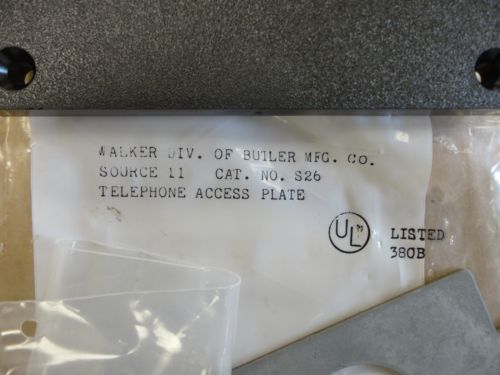 WALKER DIV. OF BUTLER MFG. CO.
SOURCE 11 CAT. NO. S26
TELEPHONE ACCESS PLATE
UL LISTED
380B